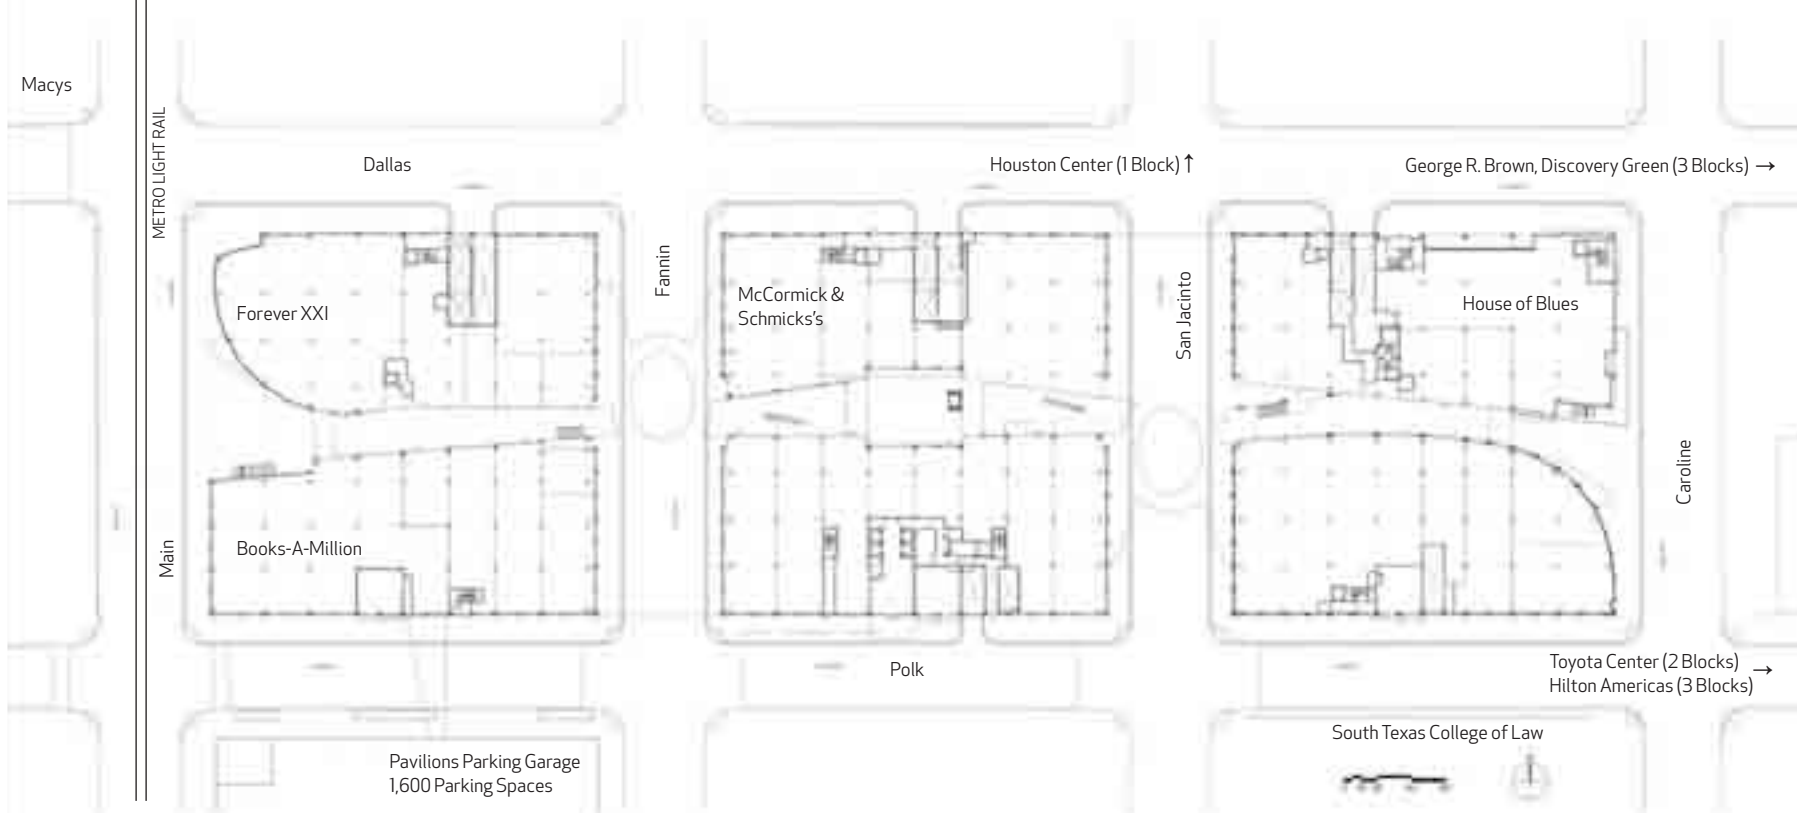 Macys
METRO LIGHT RAIL
Dallas
Houston Center (1 Block) ↑
George R. Brown, Discovery Green (3 Blocks) →
Fannin
San Jacinto
Forever XXI
McCormick &
Schmicks's
House of Blues
Caroline
Main
Books-A-Million
Polk
Toyota Center (2 Blocks) →
Hilton Americas (3 Blocks)
South Texas College of Law
Pavilions Parking Garage
1,600 Parking Spaces